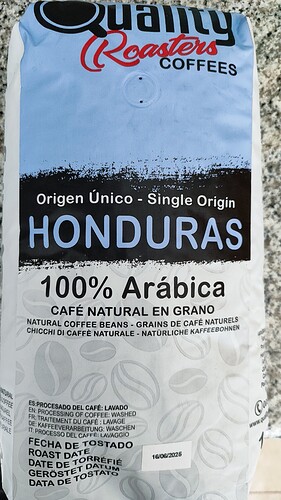 Quality
Roasters
COFFEES
Origen Único - Single Origin
HONDURAS
100% Arábica
CAFÉ NATURAL EN GRANO
NATURAL COFFEE BEANS - GRAINS DE CAFÉ NATURELS
CHICCHI DI CAFFÈ NATURALE - NATÜRLICHE KAFFEEBOHNEN
ES:PROCESADO DEL CAFÉ: LAVADO
EN: PROCESSING OF COFFEE: WASHED
FR: TRAITEMENT DU CAFÉ : LAVAGE
DE: KAFFEEVERARBEITUNG: WASCHEN
IT: PROCESSO DEL CAFFÈ: LAVAGGIO
FECHA DE TOSTADO
ROAST DATE
DATE DE TORRÉFIÉ
GERÖSTET DATUM
DATA DE TOSTATO